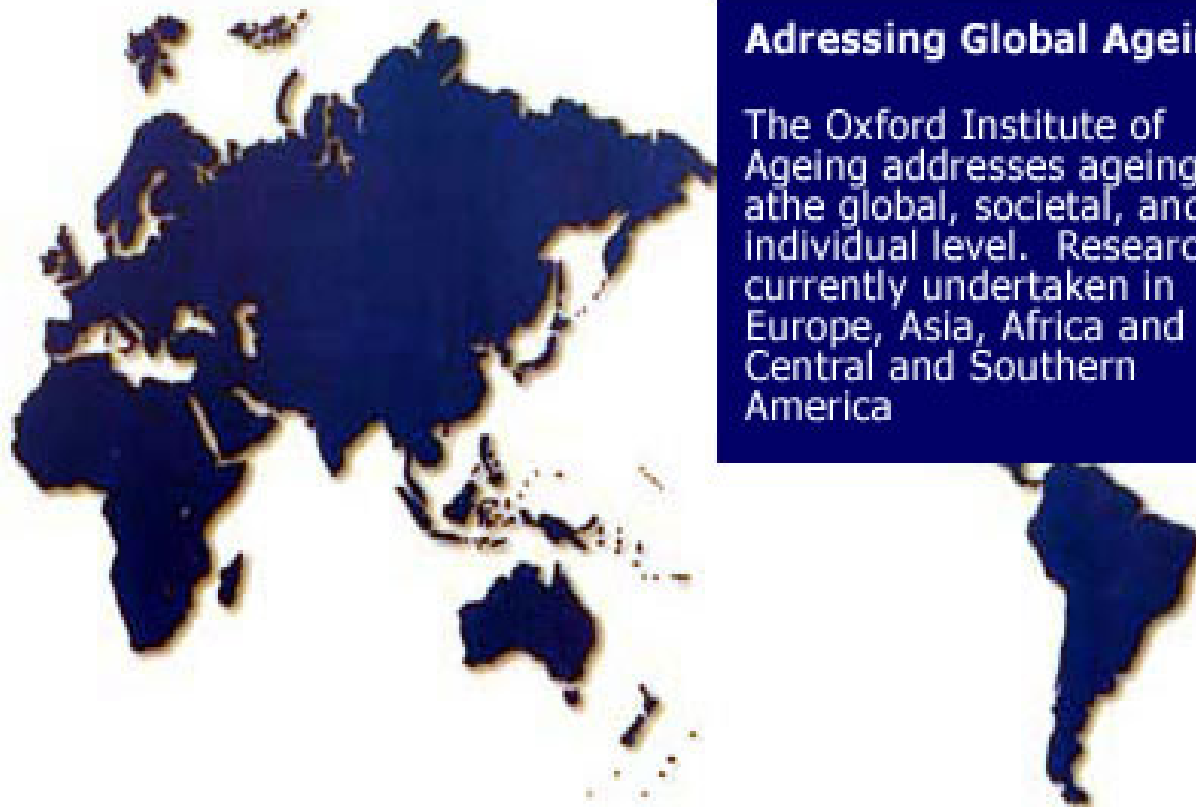 Adressing Global Agein
The Oxford Institute of
Ageing addresses ageing
athe global, societal, and
individual level.  Researc
currently undertaken in
Europe, Asia, Africa and
Central and Southern
America